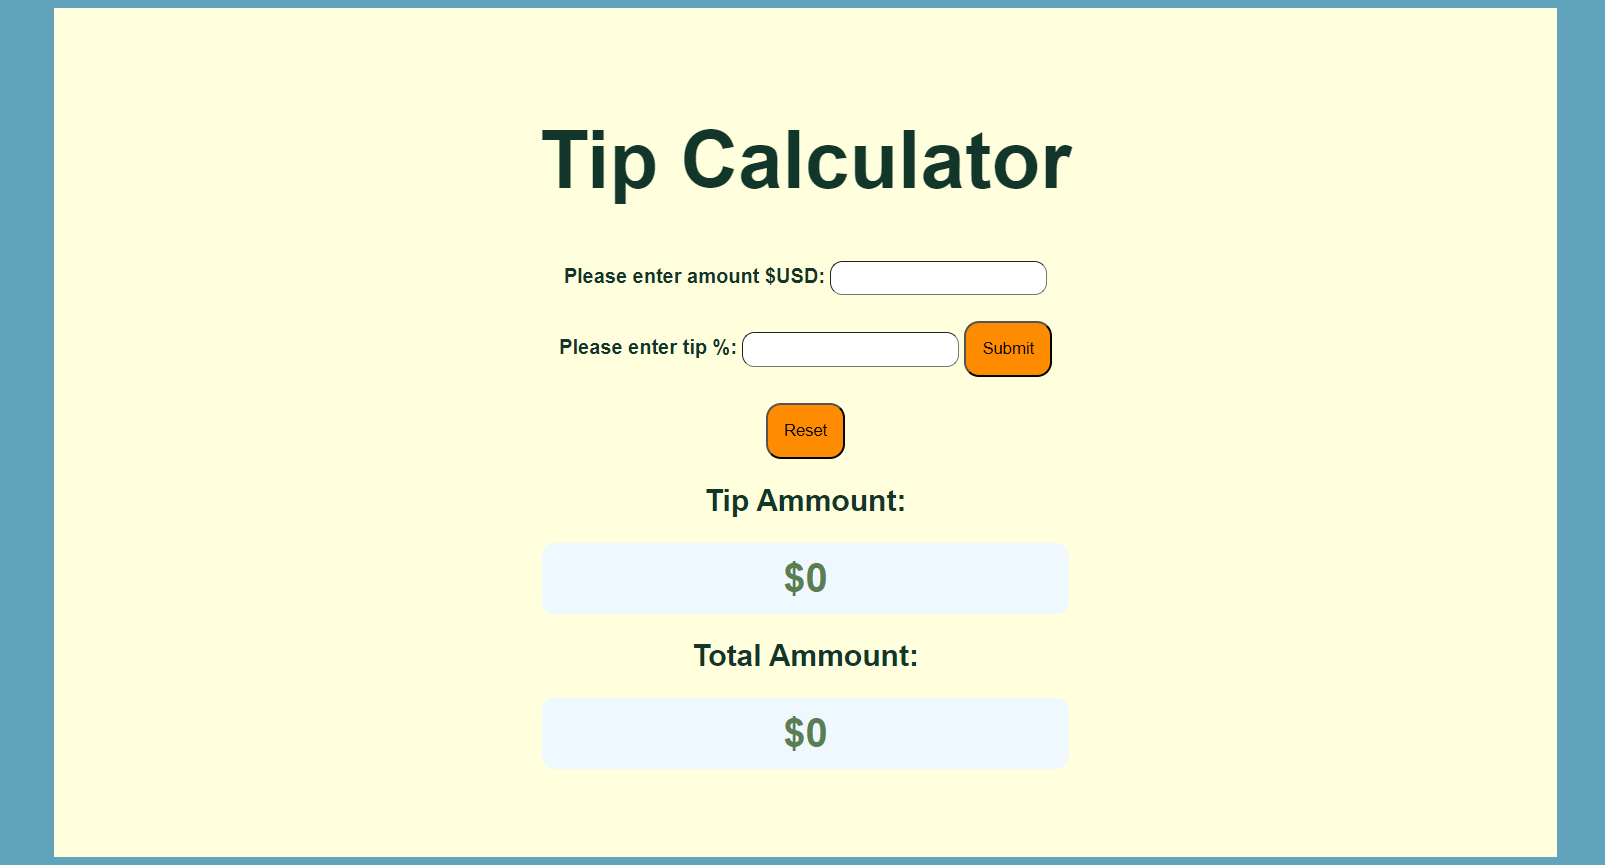 Tip Calculator
Please enter amount $USD:
Please enter tip %: Submit
Reset
Tip Ammount:
$0
Total Ammount:
$0